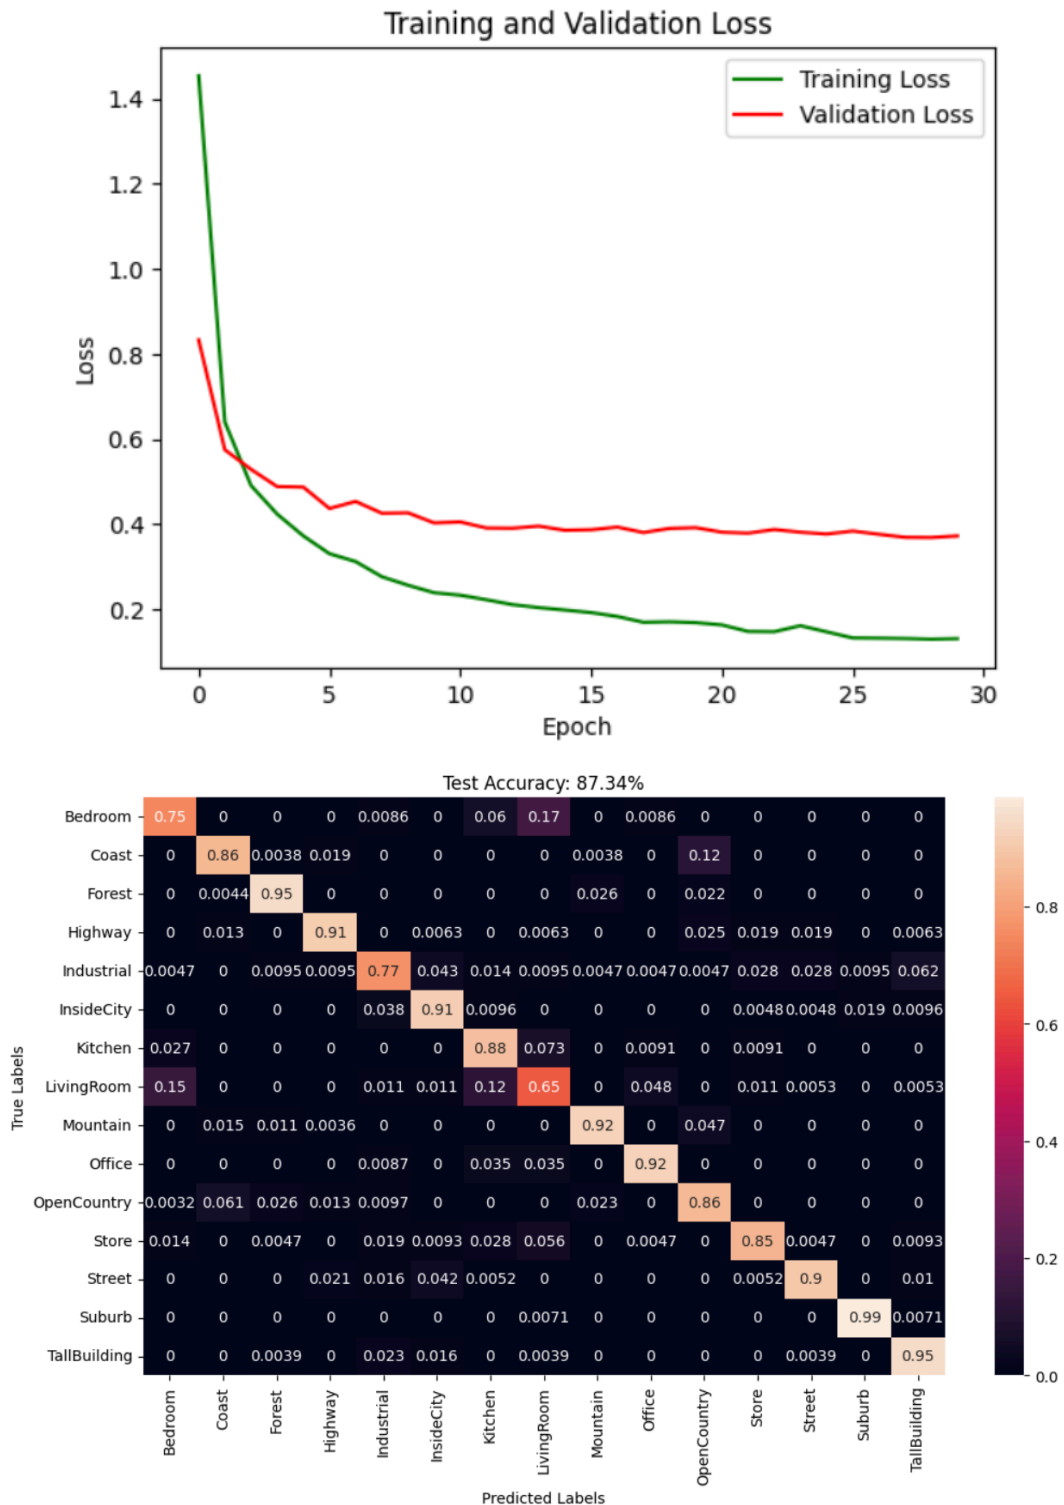 Training and Validation Loss
Training Loss
Validation Loss
1.4
1.2
1.0
0.8
0.6
0.4
0.2
Loss
0 5 10 15 20 25 30
Epoch
Test Accuracy: 87.34%
Bedroom 0.75 0 0 0 0.0086 0 0.06 0.17 0 0.0086 0 0 0 0 0
Coast 0 0.86 0.0038 0.019 0 0 0 0 0.0038 0 0.12 0 0 0 0
Forest 0 0.0044 0.95 0 0 0 0 0 0.026 0 0.022 0 0 0 0
Highway 0 0.013 0 0.91 0 0.0063 0 0.0063 0 0 0.025 0.019 0.019 0 0.0063
Industrial 0.0047 0 0.0095 0.0095 0.77 0.043 0.014 0.0095 0.0047 0.0047 0.0047 0.028 0.028 0.0095 0.062
InsideCity 0 0 0 0 0.038 0.91 0.0096 0 0 0 0 0.0048 0.0048 0.019 0.0096
Kitchen 0.027 0 0 0 0 0 0.88 0.073 0 0.0091 0 0.0091 0 0 0
LivingRoom 0.15 0 0 0 0.011 0.011 0.12 0.65 0 0.048 0 0.011 0.0053 0 0.0053
Mountain 0 0.015 0.011 0.0036 0 0 0 0 0.92 0 0.047 0 0 0 0
Office 0 0 0 0 0.0087 0 0.035 0.035 0 0.92 0 0 0 0 0
OpenCountry 0.0032 0.061 0.026 0.013 0.0097 0 0 0 0.023 0 0.86 0 0 0 0
Store 0.014 0 0.0047 0 0.019 0.0093 0.028 0.056 0 0.0047 0 0.85 0.0047 0 0.0093
Street 0 0 0 0.021 0.016 0.042 0.0052 0 0 0 0 0.0052 0.9 0 0.01
Suburb 0 0 0 0 0 0 0 0.0071 0 0 0 0 0 0.99 0.0071
TallBuilding 0 0 0.0039 0 0.023 0.016 0 0.0039 0 0 0 0 0.0039 0 0.95
True Labels
Bedroom Coast Forest Highway Industrial InsideCity Kitchen LivingRoom Mountain Office OpenCountry Store Street Suburb TallBuilding
Predicted Labels
0.8
0.6
0.4
0.2
0.0